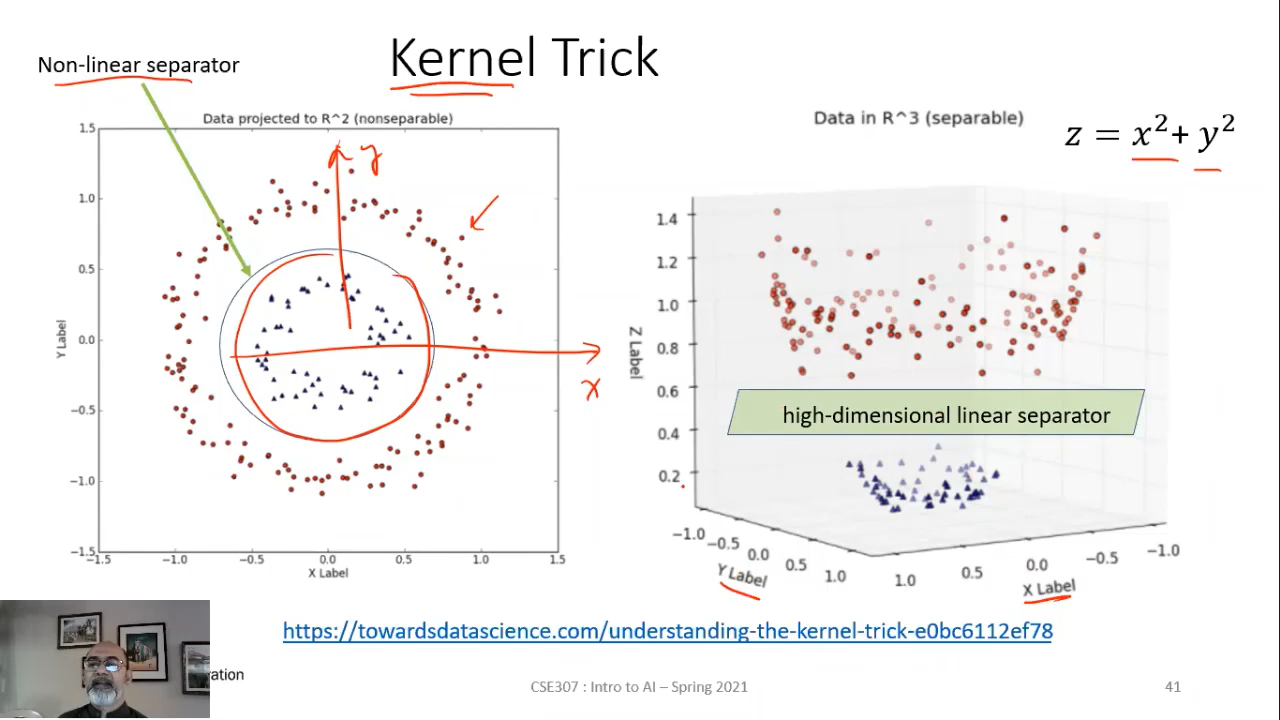 Kernel Trick
Non-linear separator
Data projected to R^2 (nonseparable)
1.5
1.0
0.5
0.0
−0.5
−1.0
−1.5
−1.5
−1.0
−0.5
0.0
0.5
1.0
1.5
Y Label
X Label
y
x
Data in R^3 (separable)
z = x²+ y²
1.4
1.2
1.0
0.8
0.6
0.4
0.2
Z Label
high-dimensional linear separator
−1.0
−0.5
0.0
0.5
1.0
Y Label
1.0
0.5
0.0
−0.5
−1.0
X Label
https://towardsdatascience.com/understanding-the-kernel-trick-e0bc6112ef78
ration
CSE307 : Intro to AI – Spring 2021
41